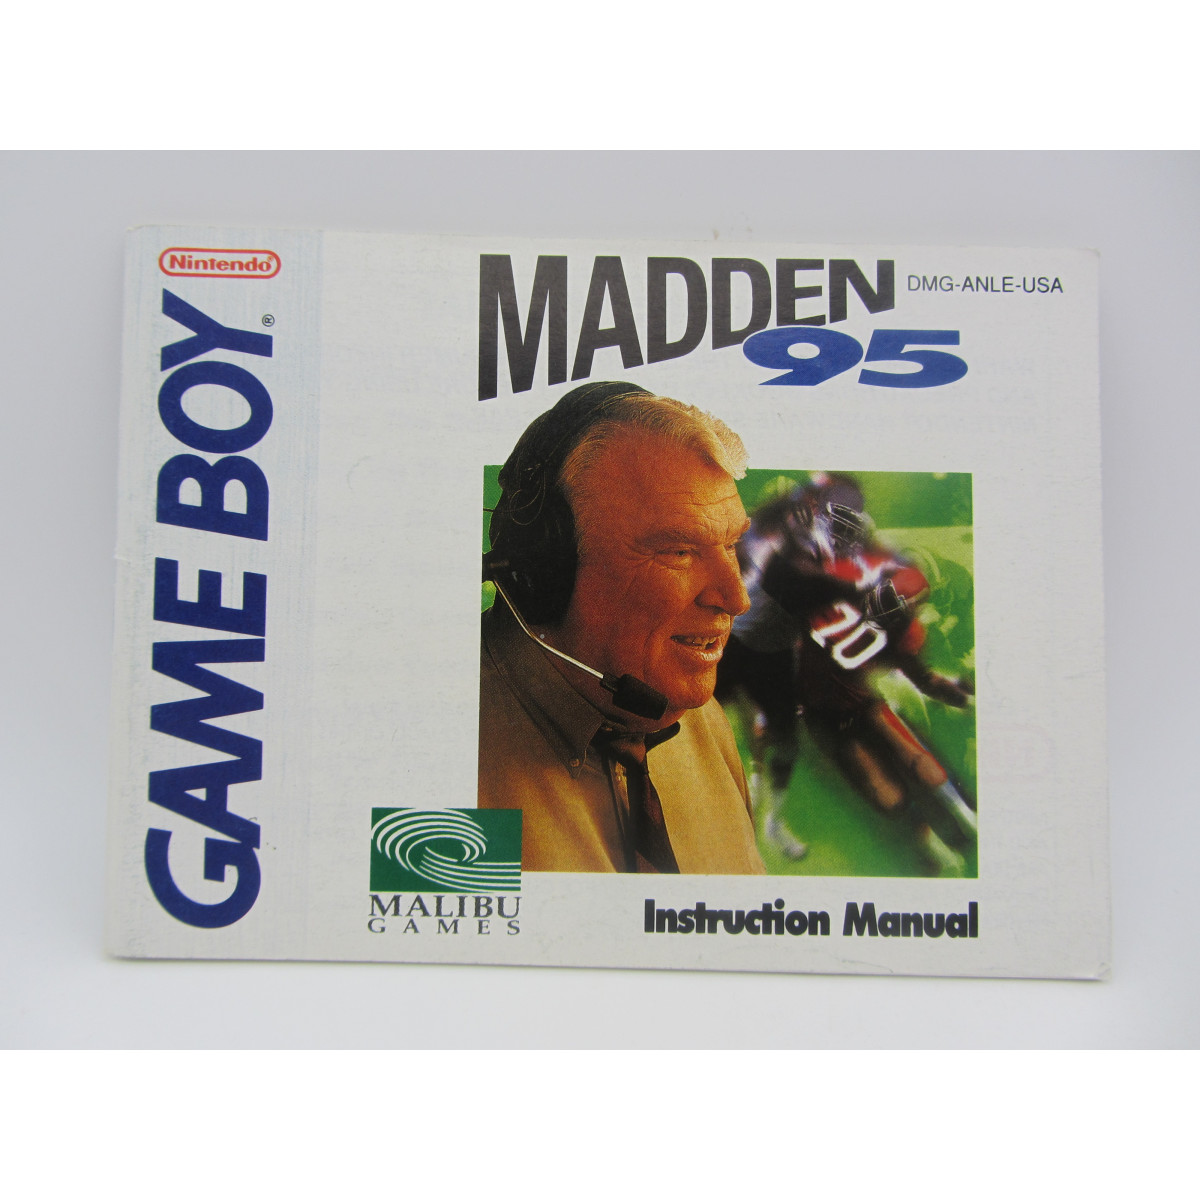 Nintendo®
GAME BOY®
MADDEN
95
DMG-ANLE-USA
20
MALIBU
GAMES
Instruction Manual